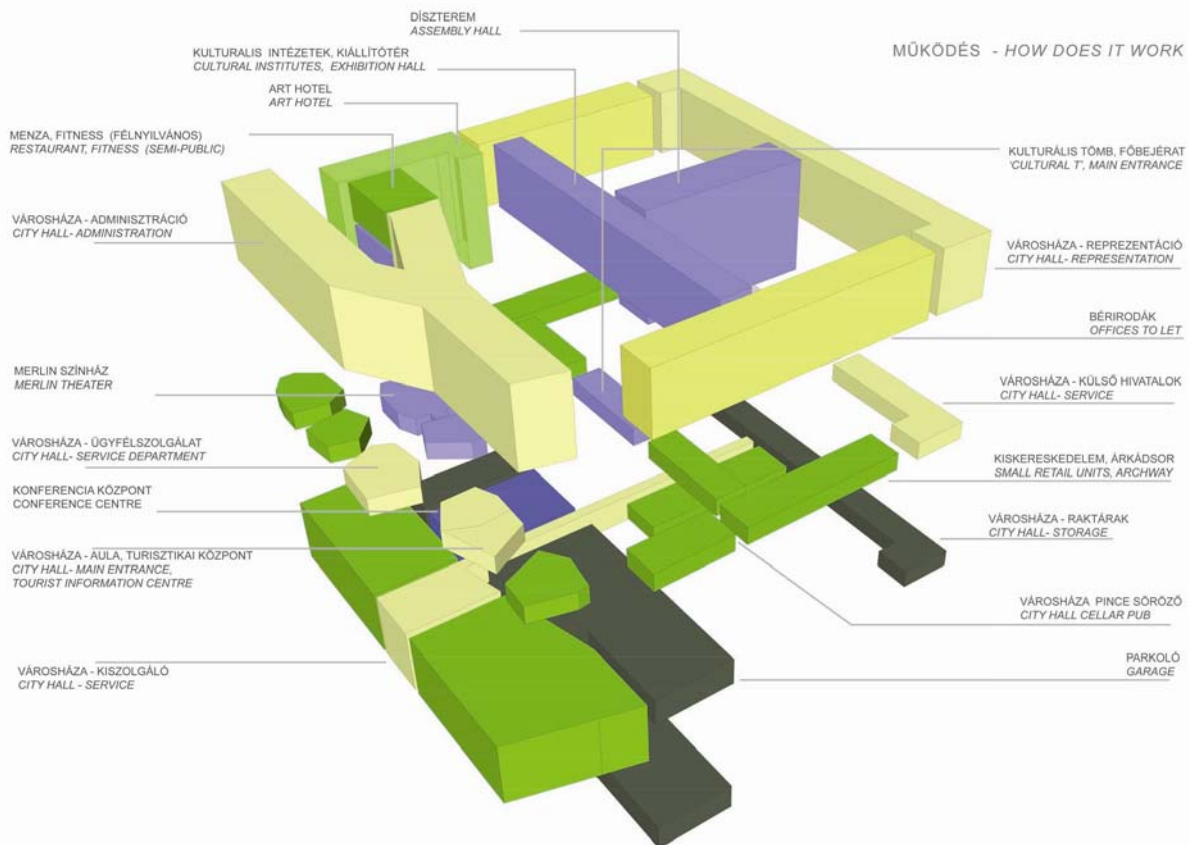 DÍSZTEREM
ASSEMBLY HALL
MŰKÖDÉS - HOW DOES IT WORK
KULTURALIS INTÉZETEK, KIÁLLÍTÓTÉR
CULTURAL INSTITUTES, EXHIBITION HALL
ART HOTEL
ART HOTEL
MENZA, FITNESS (FÉLNYILVÁNOS)
RESTAURANT, FITNESS (SEMI-PUBLIC)
KULTURÁLIS TÖMB, FŐBEJÉRAT
'CULTURAL T', MAIN ENTRANCE
VÁROSHÁZA - ADMINISZTRÁCIÓ
CITY HALL- ADMINISTRATION
VÁROSHÁZA - REPREZENTÁCIÓ
CITY HALL- REPRESENTATION
BÉRIRODÁK
OFFICES TO LET
MERLIN SZÍNHÁZ
MERLIN THEATER
VÁROSHÁZA - KÜLSŐ HIVATALOK
CITY HALL- SERVICE
VÁROSHÁZA - ÜGYFÉLSZOLGÁLAT
CITY HALL- SERVICE DEPARTMENT
KISKERESKEDELEM, ÁRKÁDSOR
SMALL RETAIL UNITS, ARCHWAY
KONFERENCIA KÖZPONT
CONFERENCE CENTRE
VÁROSHÁZA - RAKTÁRAK
CITY HALL- STORAGE
VÁROSHÁZA - AULA, TURISZTIKAI KÖZPONT
CITY HALL- MAIN ENTRANCE,
TOURIST INFORMATION CENTRE
VÁROSHÁZA PINCE SÖRÖZŐ
CITY HALL CELLAR PUB
PARKOLÓ
GARAGE
VÁROSHÁZA - KISZOLGÁLÓ
CITY HALL - SERVICE